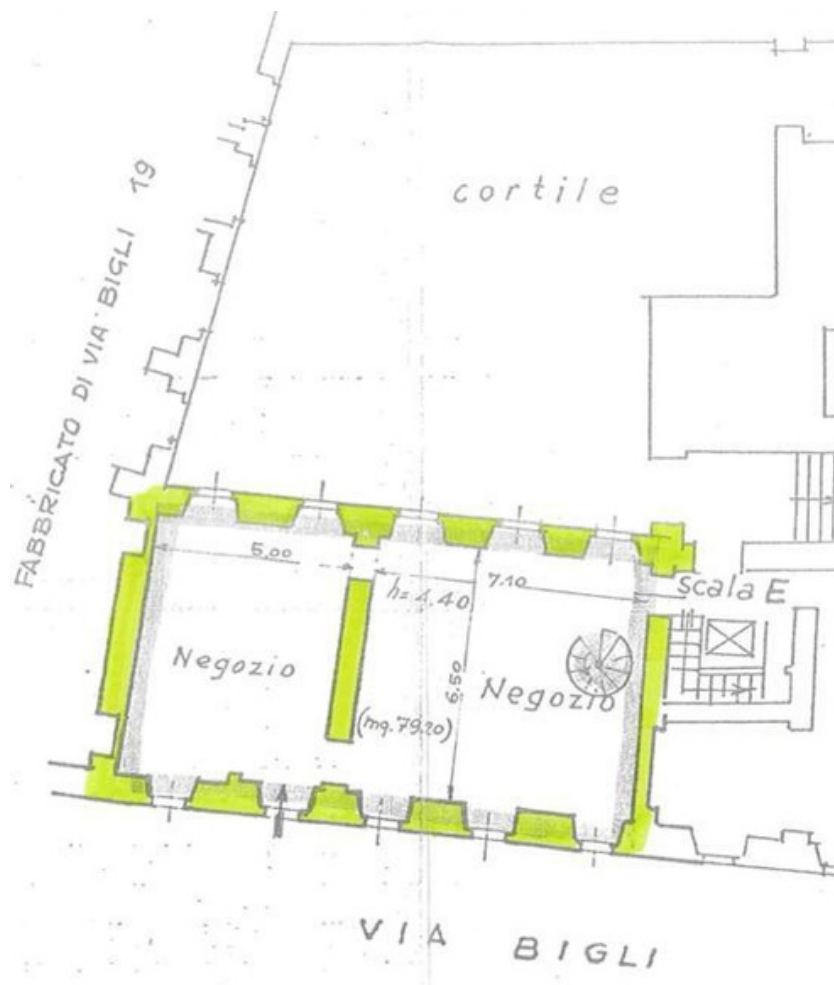 cortile
FABBRICATO DI VIA BIGLI 19
5,00
7.10
h= 4.40
scala E
Negozio
6.50
Negozio
(mq.79.20)
VIA BIGLI